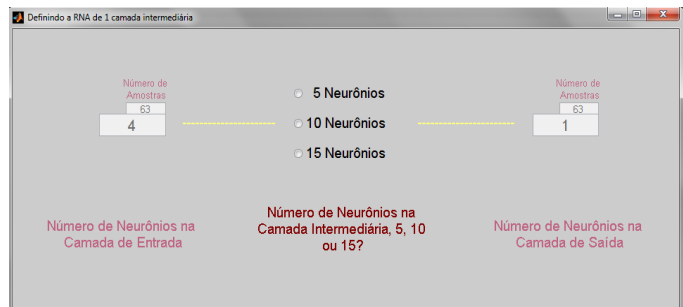 Definindo a RNA de 1 camada intermediária
Número de
Amostras
63
4
5 Neurônios
10 Neurônios
15 Neurônios
Número de
Amostras
63
1
Número de Neurônios na
Camada de Entrada
Número de Neurônios na
Camada Intermediária, 5, 10
ou 15?
Número de Neurônios na
Camada de Saída